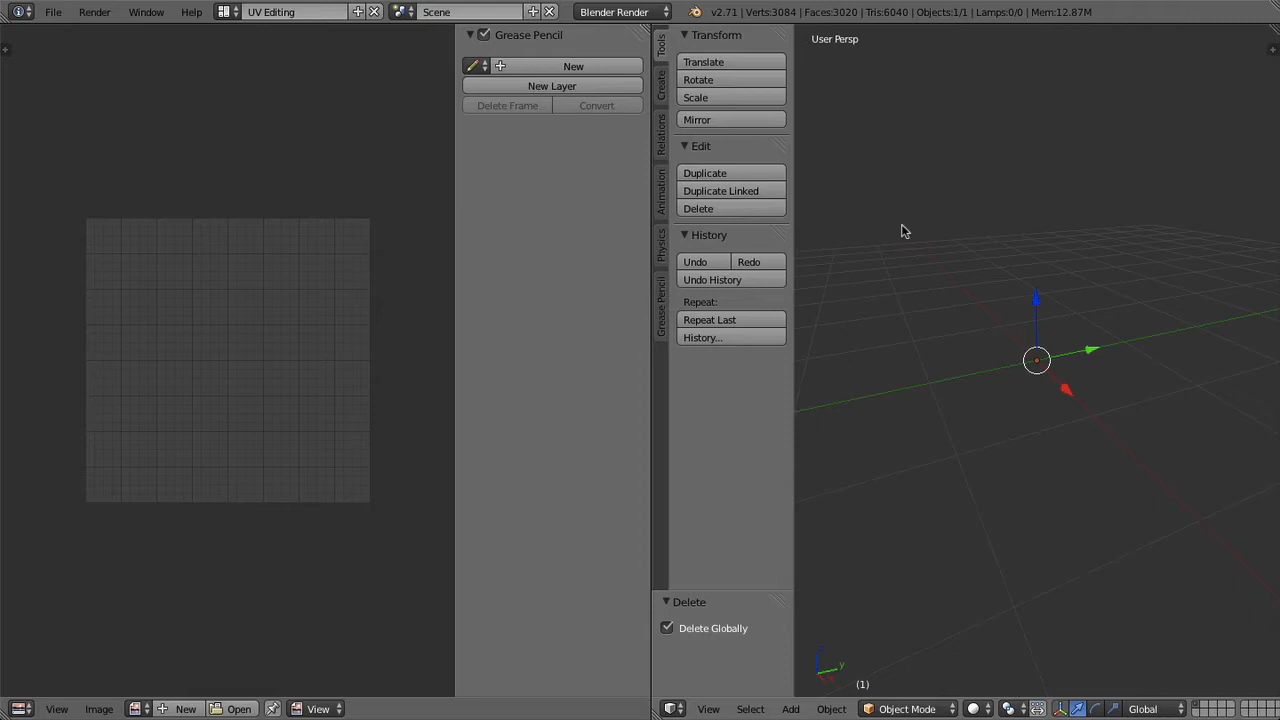 File Render Window Help UV Editing Scene Blender Render v2.71 | Verts:3084 | Faces:3020 | Tris:6040 | Objects:1/1 | Lamps:0/0 | Mem:12.87M
Grease Pencil
New
New Layer
Delete Frame Convert
Tools
Create
Relations
Animation
Physics
Grease Pencil
Transform
Translate
Rotate
Scale
Mirror
Edit
Duplicate
Duplicate Linked
Delete
History
Undo Redo
Undo History
Repeat:
Repeat Last
History...
Delete
Delete Globally
User Persp
z
y
(1)
View Image New Open View
View Select Add Object Object Mode Global